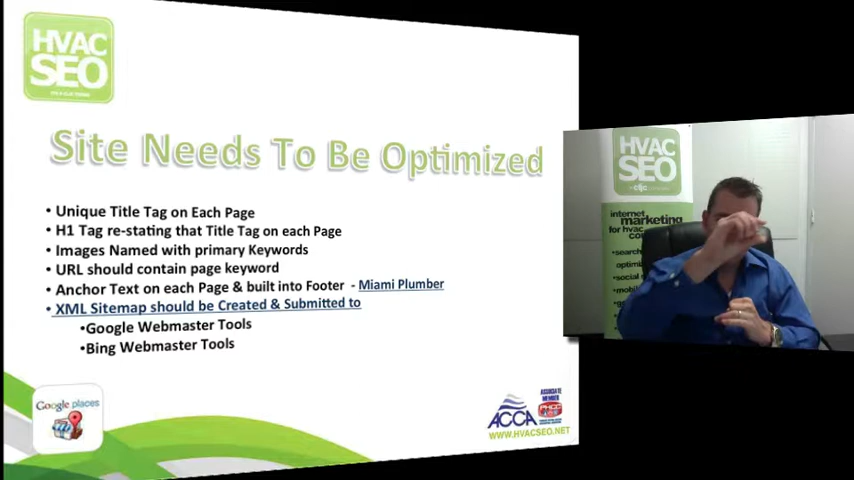 HVAC
SEO
Site Needs To Be Optimized
• Unique Title Tag on Each Page
• H1 Tag re-stating that Title Tag on each Page
• Images Named with primary Keywords
• URL should contain page keyword
• Anchor Text on each Page & built into Footer - Miami Plumber
• XML Sitemap should be Created & Submitted to
•Google Webmaster Tools
•Bing Webmaster Tools
Google places
ACCA
ASSOCIATE
MEMBER
PHCC
WWW.HVACSEO.NET
HVAC
SEO
internet
marketing
for hvac